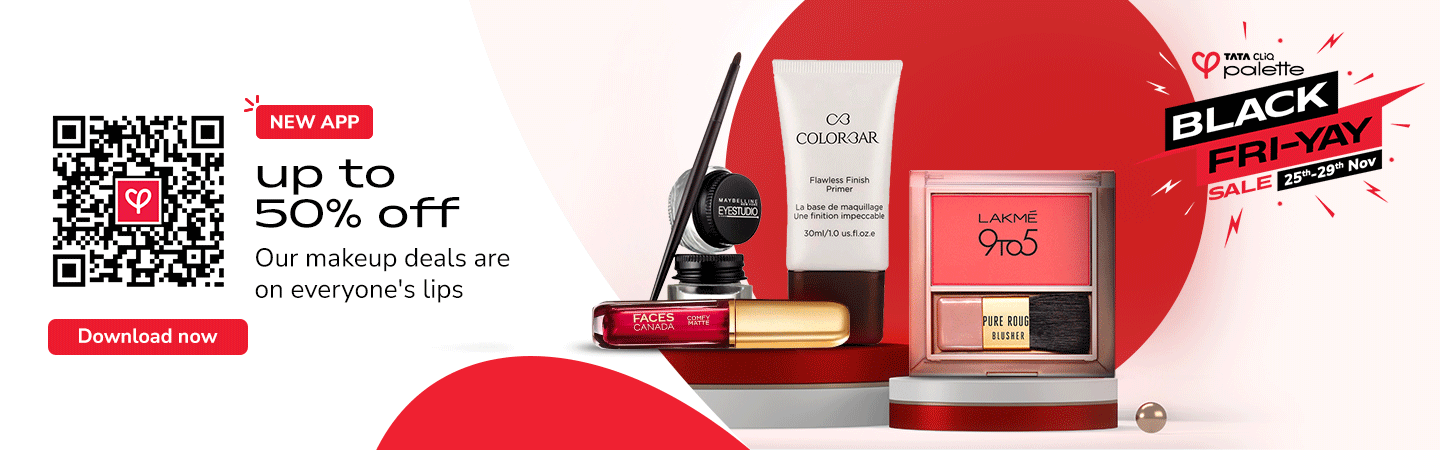 NEW APP
up to
50% off
Our makeup deals are
on everyone's lips
Download now
MAYBELLINE
EYESTUDIO
FACES
CANADA
COMFY
MATTE
COLORBAR
Flawless Finish
Primer
La base de maquillage
Une finition impeccable
30ml/1.0 us.fl.oz.e
LAKMÉ
9TO5
PURE ROUG
BLUSHER
TATA CLiQ
palette
BLACK
FRI-YAY
SALE 25th-29th Nov